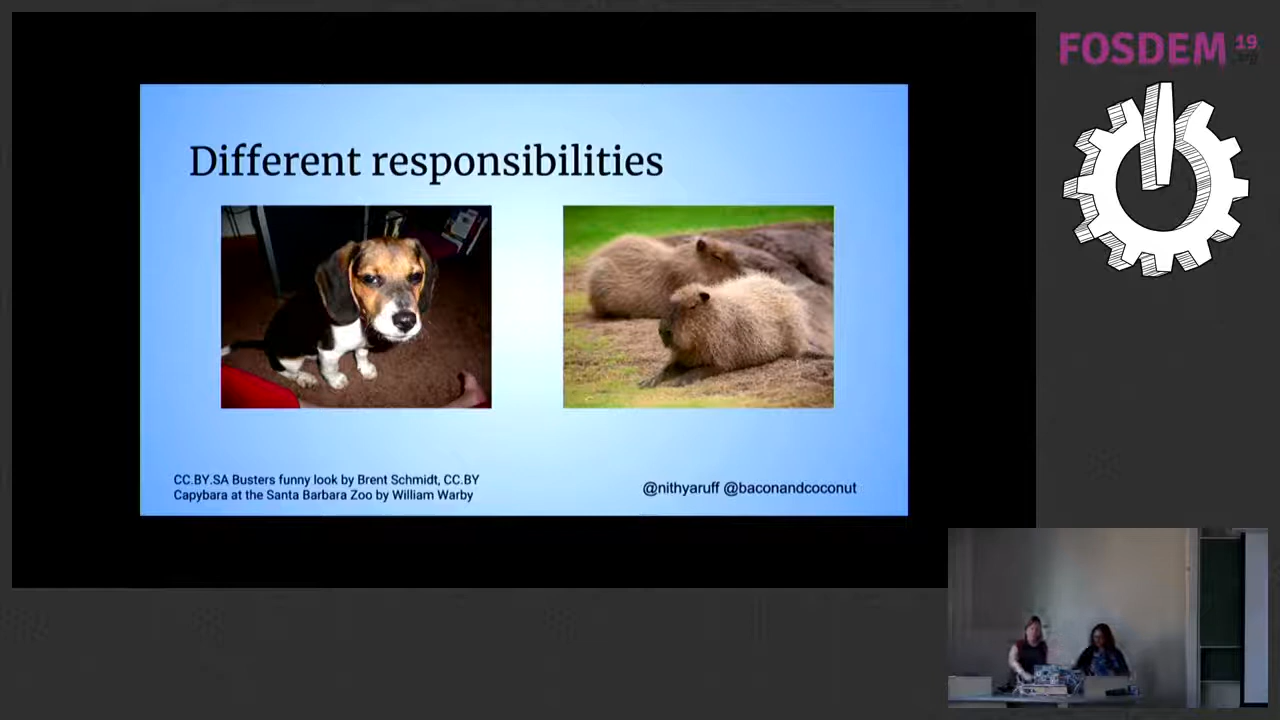 FOSDEM 19
.org
Different responsibilities
CC.BY.SA Busters funny look by Brent Schmidt, CC.BY
Capybara at the Santa Barbara Zoo by William Warby
@nithyaruff @baconandcoconut